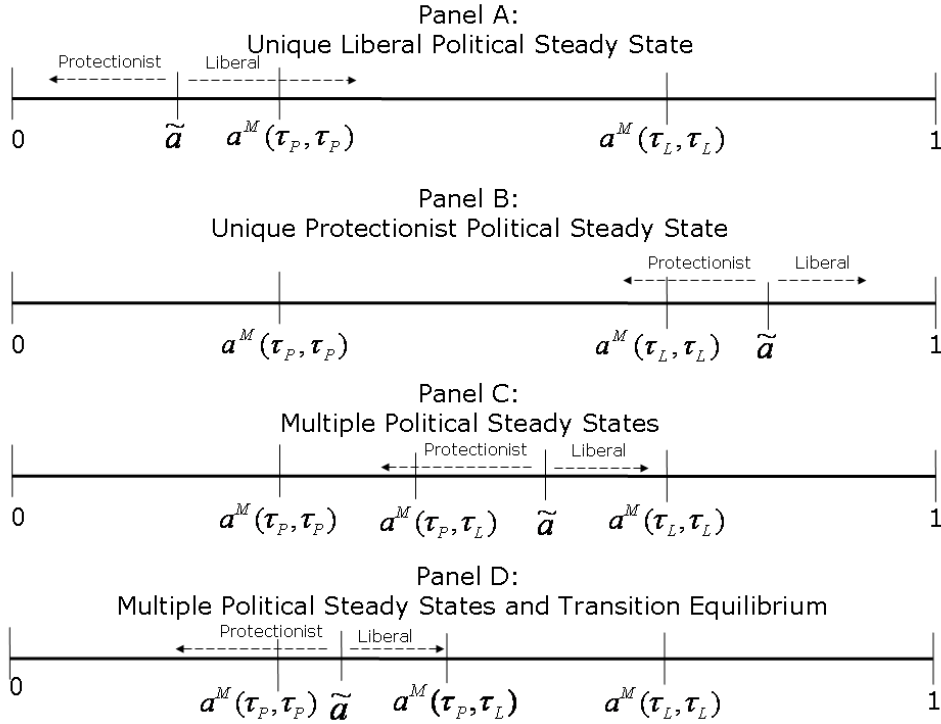 Panel A:
Unique Liberal Political Steady State
Protectionist Liberal
0 ã a^M(τ_P, τ_P) a^M(τ_L, τ_L) 1
Panel B:
Unique Protectionist Political Steady State
Protectionist Liberal
0 a^M(τ_P, τ_P) a^M(τ_L, τ_L) ã 1
Panel C:
Multiple Political Steady States
Protectionist Liberal
0 a^M(τ_P, τ_P) a^M(τ_P, τ_L) ã a^M(τ_L, τ_L) 1
Panel D:
Multiple Political Steady States and Transition Equilibrium
Protectionist Liberal
0 a^M(τ_P, τ_P) ã a^M(τ_P, τ_L) a^M(τ_L, τ_L) 1